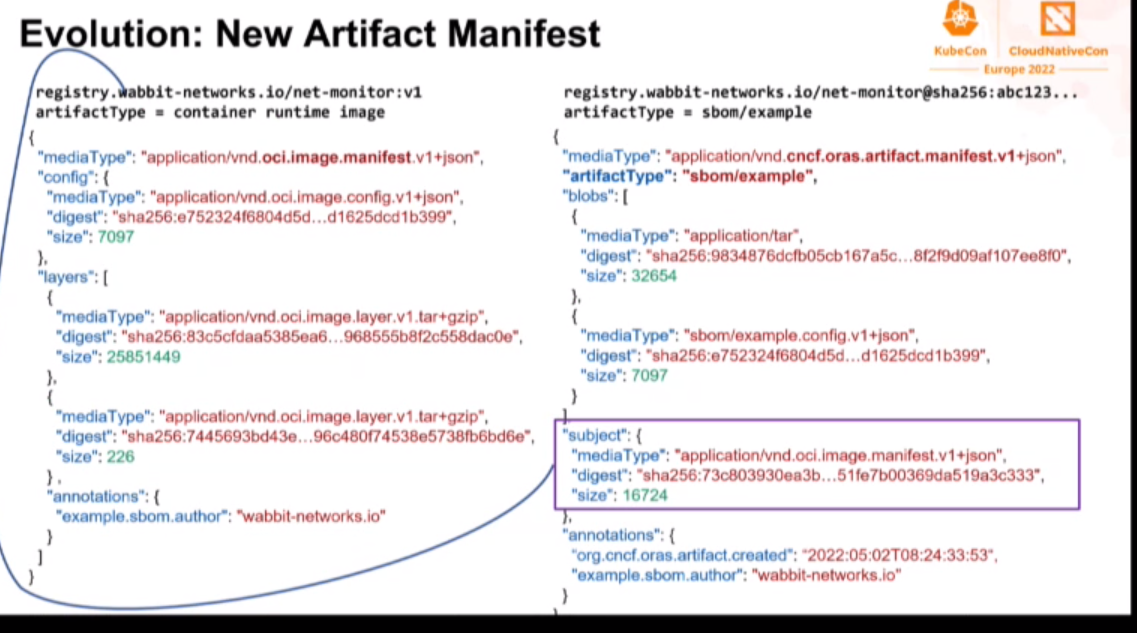 Evolution: New Artifact Manifest
KubeCon
CloudNativeCon
Europe 2022
registry.wabbit-networks.io/net-monitor:v1
artifactType = container runtime image
{
"mediaType": "application/vnd.oci.image.manifest.v1+json",
"config": {
"mediaType": "application/vnd.oci.image.config.v1+json",
"digest": "sha256:e752324f6804d5d...d1625dcd1b399",
"size": 7097
},
"layers": [
{
"mediaType": "application/vnd.oci.image.layer.v1.tar+gzip",
"digest": "sha256:83c5cfdaa5385ea6...968555b8f2c558dac0e",
"size": 25851449
},
{
"mediaType": "application/vnd.oci.image.layer.v1.tar+gzip",
"digest": "sha256:7445693bd43e...96c480f74538e5738fb6bd6e",
"size": 226
},
"annotations": {
"example.sbom.author": "wabbit-networks.io"
}
]
}
registry.wabbit-networks.io/net-monitor@sha256:abc123...
artifactType = sbom/example
{
"mediaType": "application/vnd.cncf.oras.artifact.manifest.v1+json",
"artifactType": "sbom/example",
"blobs": [
{
"mediaType": "application/tar",
"digest": "sha256:9834876dcfb05cb167a5c...8f2f9d09af107ee8f0",
"size": 32654
},
{
"mediaType": "sbom/example.config.v1+json",
"digest": "sha256:e752324f6804d5d...d1625dcd1b399",
"size": 7097
}
]
"subject": {
"mediaType": "application/vnd.oci.image.manifest.v1+json",
"digest": "sha256:73c803930ea3b...51fe7b00369da519a3c333",
"size": 16724
},
"annotations": {
"org.cncf.oras.artifact.created": "2022:05:02T08:24:33:53",
"example.sbom.author": "wabbit-networks.io"
}